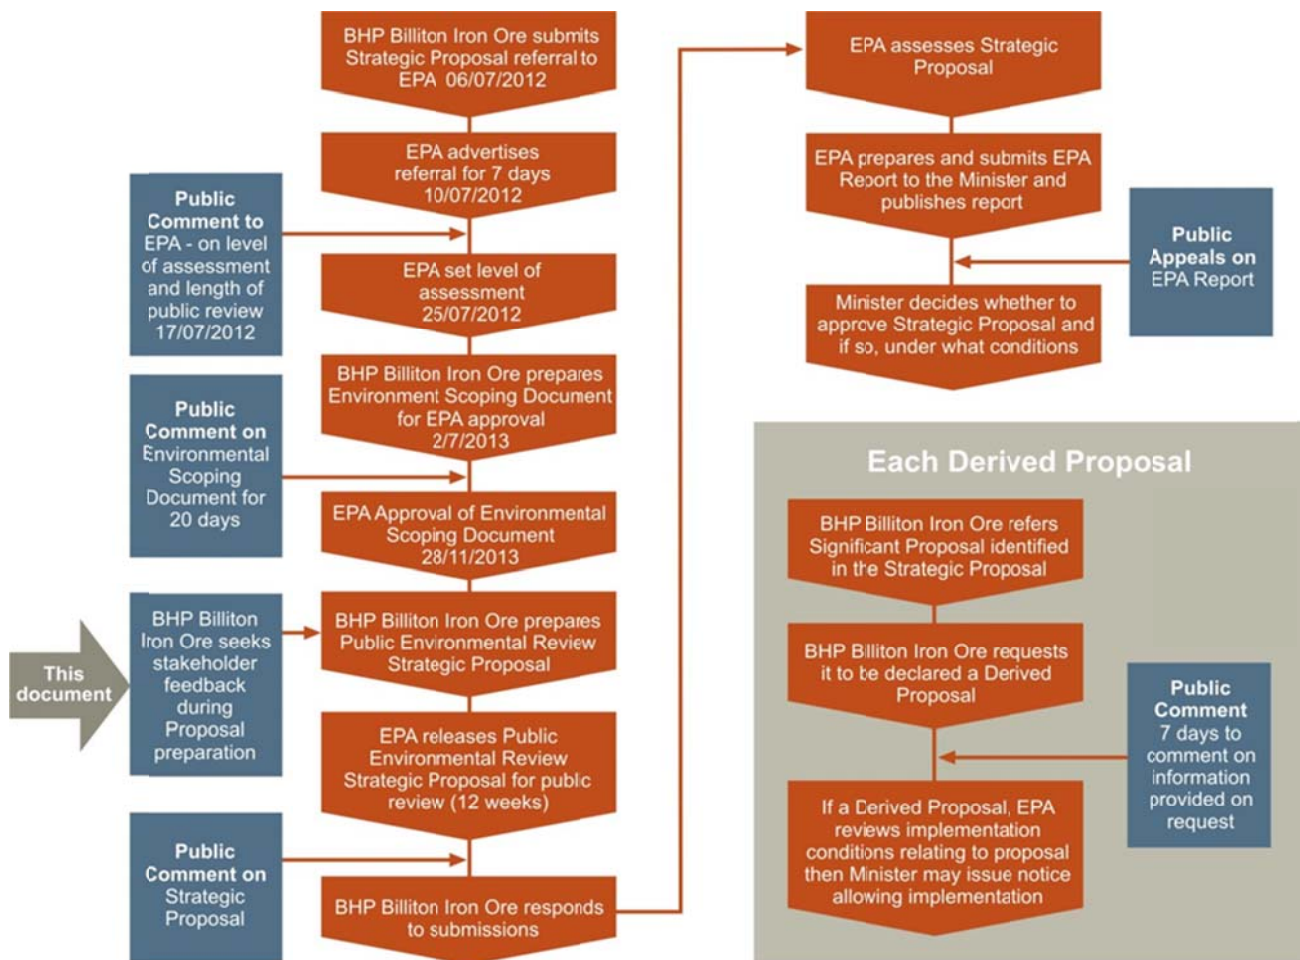 BHP Billiton Iron Ore submits
Strategic Proposal referral to
EPA 06/07/2012
EPA advertises
referral for 7 days
10/07/2012
Public
Comment to
EPA - on level
of assessment
and length of
public review
17/07/2012
EPA set level of
assessment
25/07/2012
BHP Billiton Iron Ore prepares
Environment Scoping Document
for EPA approval
2/7/2013
Public
Comment on
Environmental
Scoping
Document for
20 days
EPA Approval of Environmental
Scoping Document
28/11/2013
This
document
BHP Billiton
Iron Ore seeks
stakeholder
feedback
during
Proposal
preparation
BHP Billiton Iron Ore prepares
Public Environmental Review
Strategic Proposal
EPA releases Public
Environmental Review
Strategic Proposal for public
review (12 weeks)
Public
Comment on
Strategic
Proposal
BHP Billiton Iron Ore responds
to submissions
EPA assesses Strategic
Proposal
EPA prepares and submits EPA
Report to the Minister and
publishes report
Public
Appeals on
EPA Report
Minister decides whether to
approve Strategic Proposal and
if so, under what conditions
Each Derived Proposal
BHP Billiton Iron Ore refers
Significant Proposal identified
in the Strategic Proposal
BHP Billiton Iron Ore requests
it to be declared a Derived
Proposal
Public
Comment
7 days to
comment on
information
provided on
request
If a Derived Proposal, EPA
reviews implementation
conditions relating to proposal
then Minister may issue notice
allowing implementation